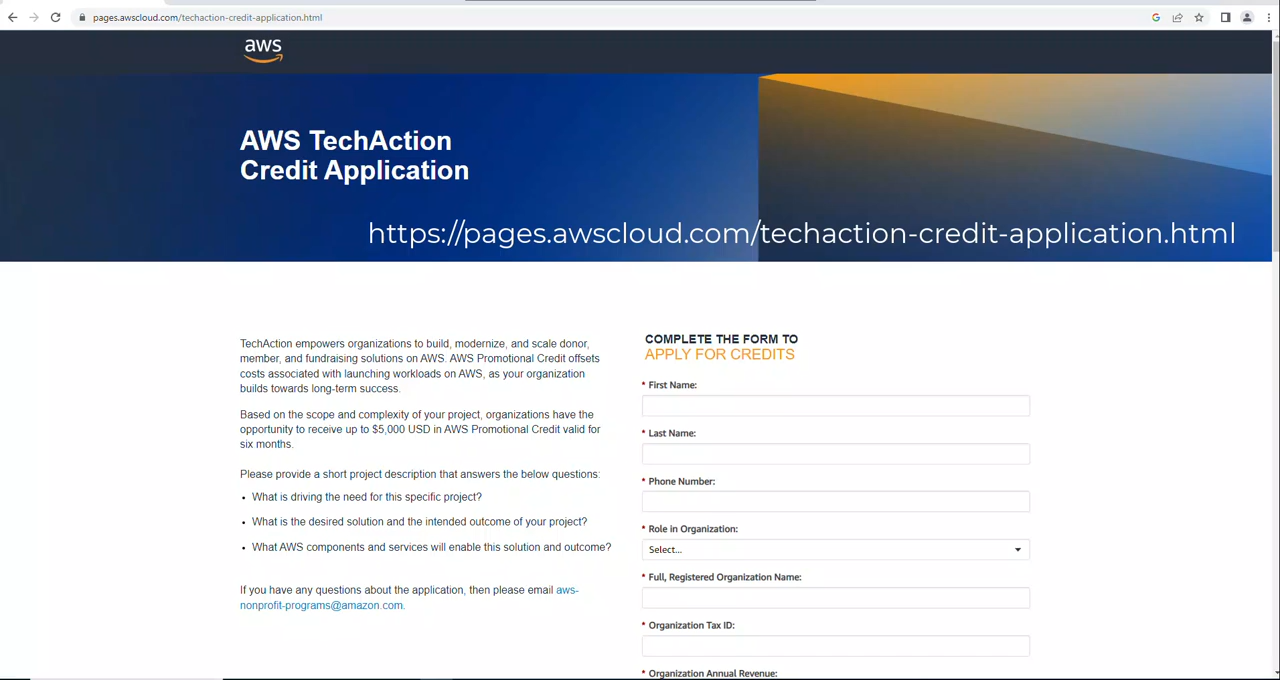 pages.awscloud.com/techaction-credit-application.html
aws
AWS TechAction
Credit Application
https://pages.awscloud.com/techaction-credit-application.html
TechAction empowers organizations to build, modernize, and scale donor,
member, and fundraising solutions on AWS. AWS Promotional Credit offsets
costs associated with launching workloads on AWS, as your organization
builds towards long-term success.
Based on the scope and complexity of your project, organizations have the
opportunity to receive up to $5,000 USD in AWS Promotional Credit valid for
six months.
Please provide a short project description that answers the below questions:
• What is driving the need for this specific project?
• What is the desired solution and the intended outcome of your project?
• What AWS components and services will enable this solution and outcome?
If you have any questions about the application, then please email aws-
nonprofit-programs@amazon.com.
COMPLETE THE FORM TO
APPLY FOR CREDITS
* First Name:
* Last Name:
* Phone Number:
* Role in Organization:
Select...
* Full, Registered Organization Name:
* Organization Tax ID:
* Organization Annual Revenue: